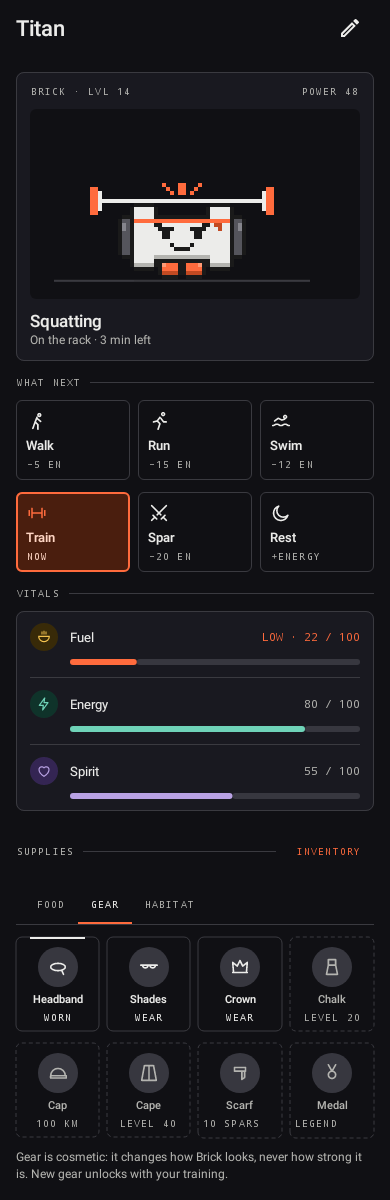 Titan
BRICK · LVL 14
POWER 48
Squatting
On the rack · 3 min left
WHAT NEXT
Walk
Run
Swim
-5 EN
-15 EN
-12 EN
Train
Spar
Rest
NOW
-20 EN
+ENERGY
VITALS
Fuel
LOW · 22 / 100
Energy
80 / 100
Spirit
55 / 100
SUPPLIES
INVENTORY
FOOD
GEAR
HABITAT
Headband
Shades
Crown
Chalk
WORN
WEAR
WEAR
LEVEL 20
Cap
Cape
Scarf
Medal
100 KM
LEVEL 40
10 SPARS
LEGEND
Gear is cosmetic: it changes how Brick looks, never how strong it
is. New gear unlocks with your training.